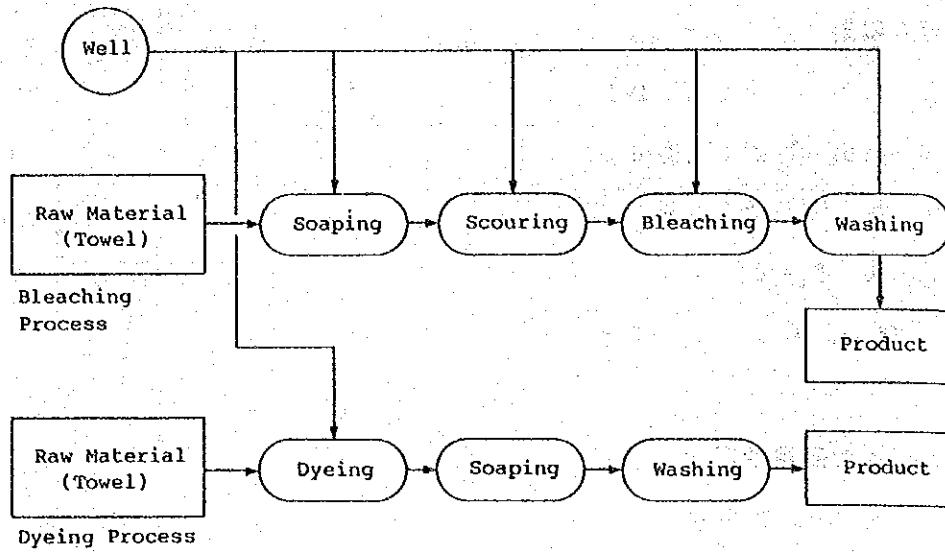 Well
Raw Material
(Towel)
Soaping
Scouring
Bleaching
Washing
Bleaching
Process
Product
Raw Material
(Towel)
Dyeing
Soaping
Washing
Product
Dyeing Process